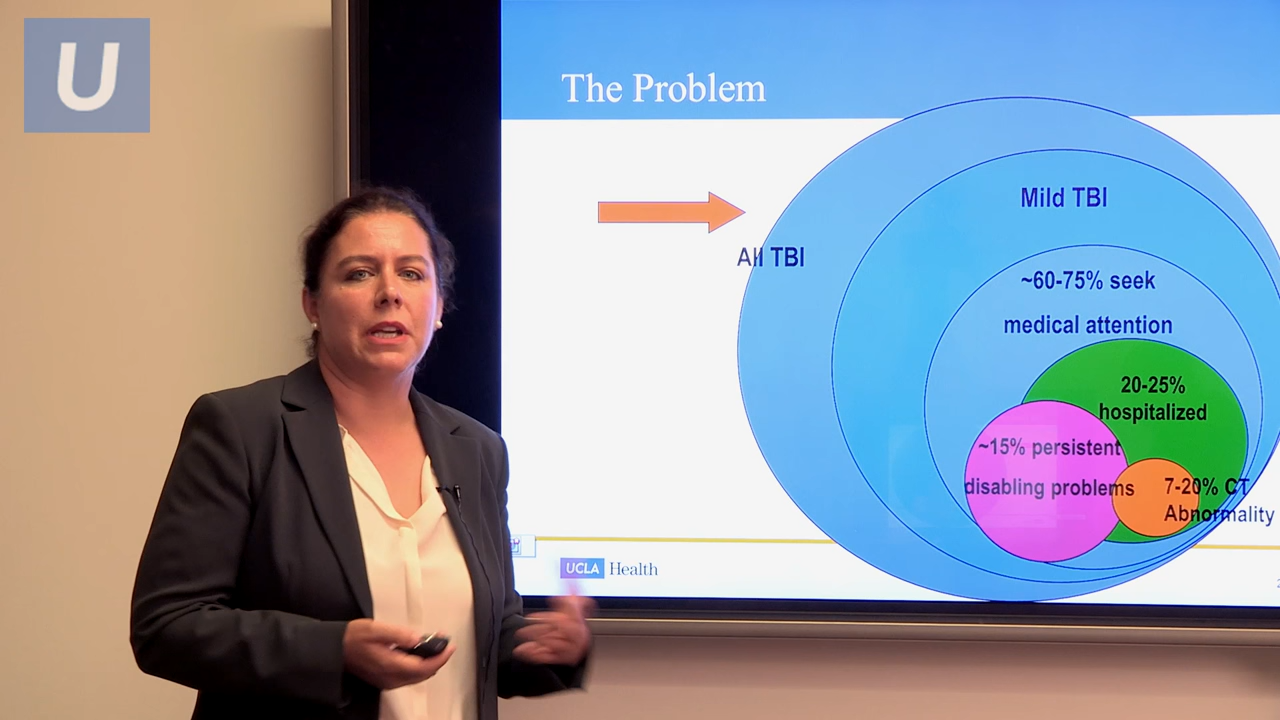 U
The Problem
Mild TBI
All TBI
~60-75% seek
medical attention
20-25%
hospitalized
~15% persistent
disabling problems
7-20% CT
Abnormality
UCLA Health